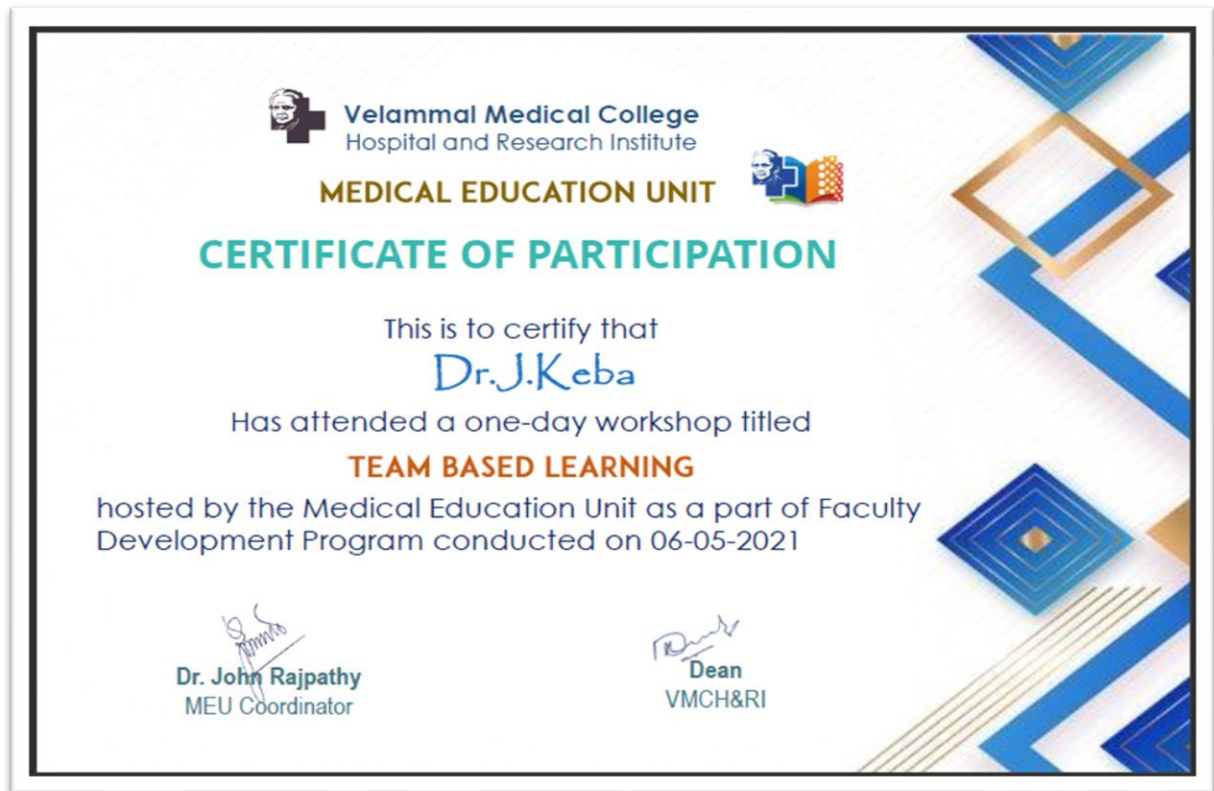 Velammal Medical College
Hospital and Research Institute
MEDICAL EDUCATION UNIT
CERTIFICATE OF PARTICIPATION
This is to certify that
Dr.J.Keba
Has attended a one-day workshop titled
TEAM BASED LEARNING
hosted by the Medical Education Unit as a part of Faculty
Development Program conducted on 06-05-2021
Dr. John Rajpathy
MEU Coordinator
Dean
VMCH&RI